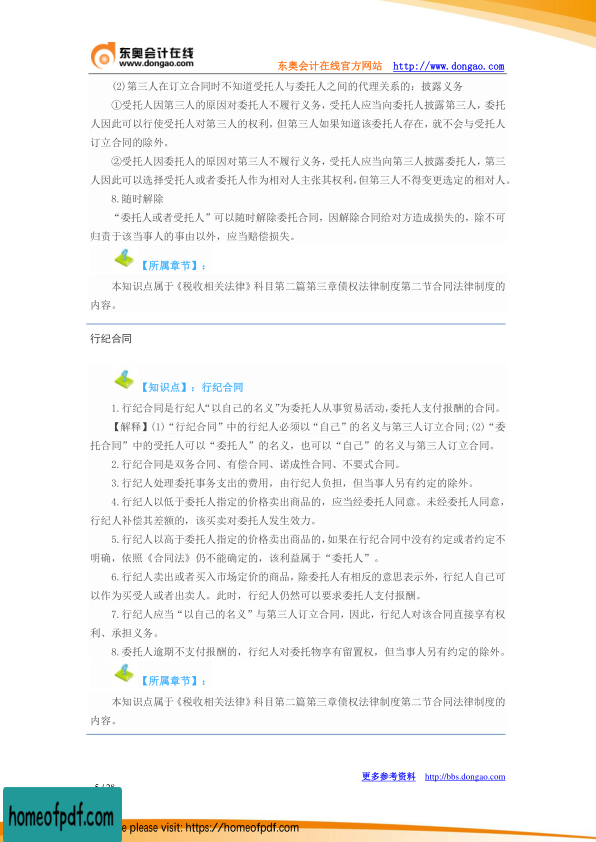 东奥会计在线
www.dongao.com
东奥会计在线官方网站 http://www.dongao.com
(2)第三人在订立合同时不知道受托人与委托人之间的代理关系的：披露义务
①受托人因第三人的原因对委托人不履行义务，受托人应当向委托人披露第三人，委托
人因此可以行使受托人对第三人的权利，但第三人如果知道该委托人存在，就不会与受托人
订立合同的除外。
②受托人因委托人的原因对第三人不履行义务，受托人应当向第三人披露委托人，第三
人因此可以选择受托人或者委托人作为相对人主张其权利，但第三人不得变更选定的相对人。
8.随时解除
“委托人或者受托人”可以随时解除委托合同，因解除合同给对方造成损失的，除不可
归责于该当事人的事由以外，应当赔偿损失。
【所属章节】：
本知识点属于《税收相关法律》科目第二篇第三章债权法律制度第二节合同法律制度的
内容。
行纪合同
【知识点】：行纪合同
1.行纪合同是行纪人“以自己的名义”为委托人从事贸易活动，委托人支付报酬的合同。
【解释】(1)“行纪合同”中的行纪人必须以“自己”的名义与第三人订立合同;(2)“委
托合同”中的受托人可以“委托人”的名义，也可以“自己”的名义与第三人订立合同。
2.行纪合同是双务合同、有偿合同、诺成性合同、不要式合同。
3.行纪人处理委托事务支出的费用，由行纪人负担，但当事人另有约定的除外。
4.行纪人以低于委托人指定的价格卖出商品的，应当经委托人同意。未经委托人同意，
行纪人补偿其差额的，该买卖对委托人发生效力。
5.行纪人以高于委托人指定的价格卖出商品的，如果在行纪合同中没有约定或者约定不
明确，依照《合同法》仍不能确定的，该利益属于“委托人”。
6.行纪人卖出或者买入市场定价的商品，除委托人有相反的意思表示外，行纪人自己可
以作为买受人或者出卖人。此时，行纪人仍然可以要求委托人支付报酬。
7.行纪人应当“以自己的名义”与第三人订立合同，因此，行纪人对该合同直接享有权
利、承担义务。
8.委托人逾期不支付报酬的，行纪人对委托物享有留置权，但当事人另有约定的除外。
【所属章节】：
本知识点属于《税收相关法律》科目第二篇第三章债权法律制度第二节合同法律制度的
内容。
更多参考资料 http://bbs.dongao.com
homeofpdf.com
e please visit: https://homeofpdf.com